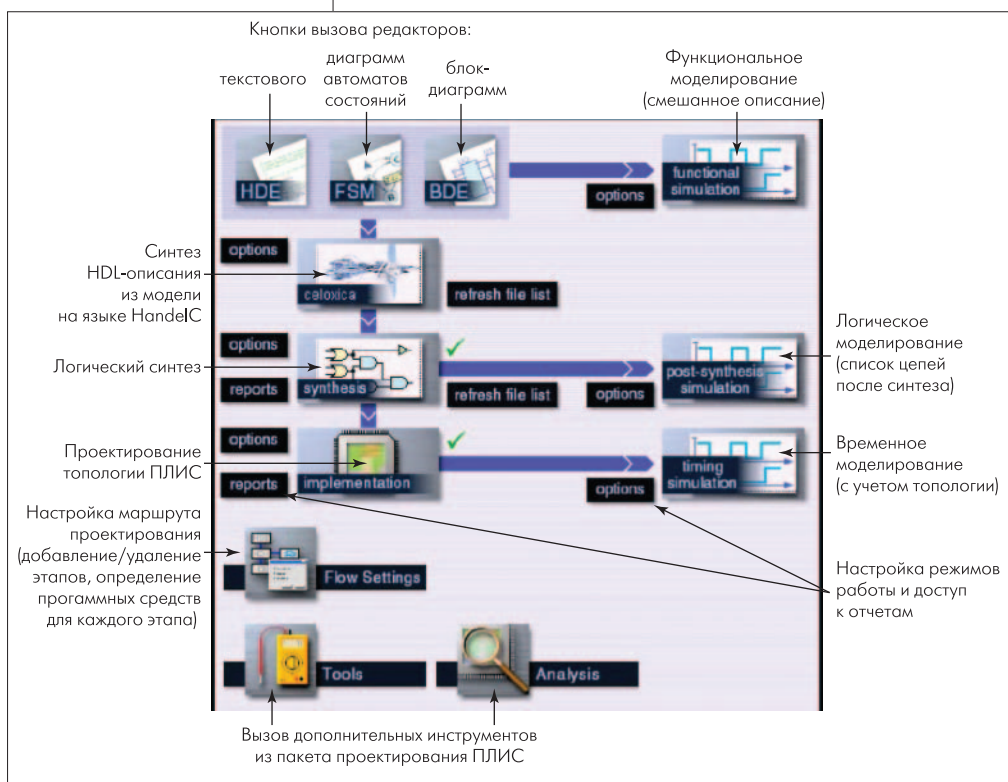 Кнопки вызова редакторов:
текстового
диаграмм
автоматов
состояний
блок-
диаграмм
Функциональное
моделирование
(смешанное описание)
HDE
FSM
BDE
options
functional
simulation
Синтез
HDL-описания
из модели
на языке HandelC
options
celoxica
refresh file list
Логический синтез
options
reports
synthesis
refresh file list
options
post-synthesis
simulation
Логическое
моделирование
(список цепей
после синтеза)
Проектирование
топологии ПЛИС
options
reports
implementation
options
timing
simulation
Временное
моделирование
(с учетом топологии)
Настройка маршрута
проектирования
(добавление/удаление
этапов, определение
прогаммных средств
для каждого этапа)
Flow Settings
Настройка режимов
работы и доступ
к отчетам
Tools
Analysis
Вызов дополнительных инструментов
из пакета проектирования ПЛИС